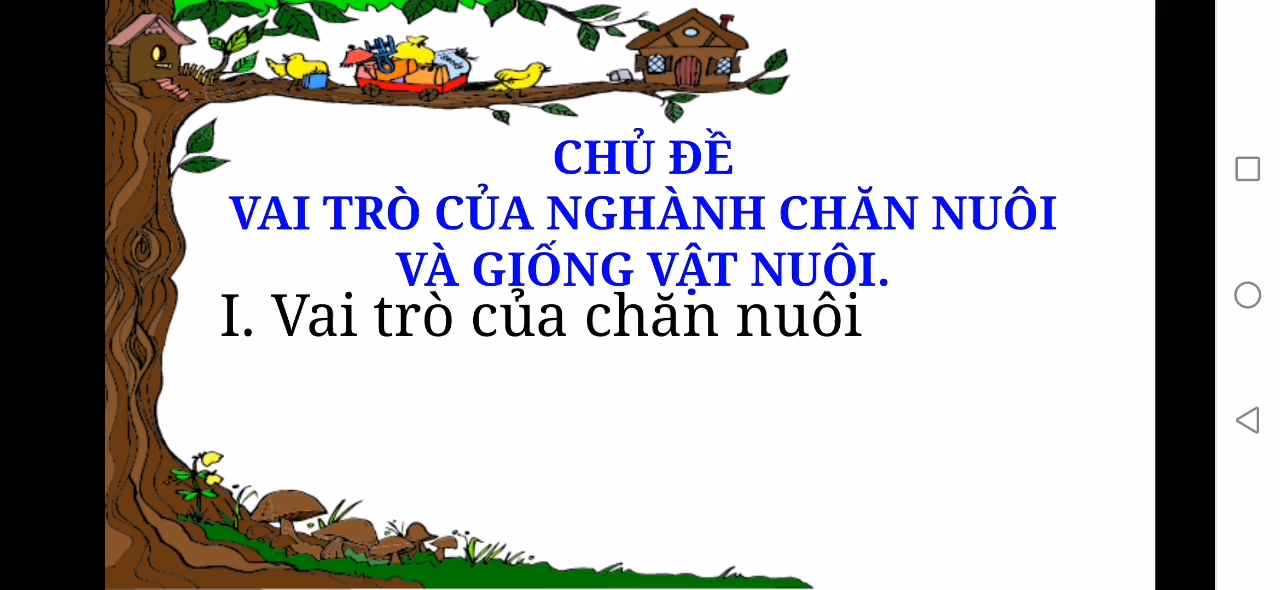 CHỦ ĐỀ
VAI TRÒ CỦA NGHÀNH CHĂN NUÔI
VÀ GIỐNG VẬT NUÔI.
I. Vai trò của chăn nuôi